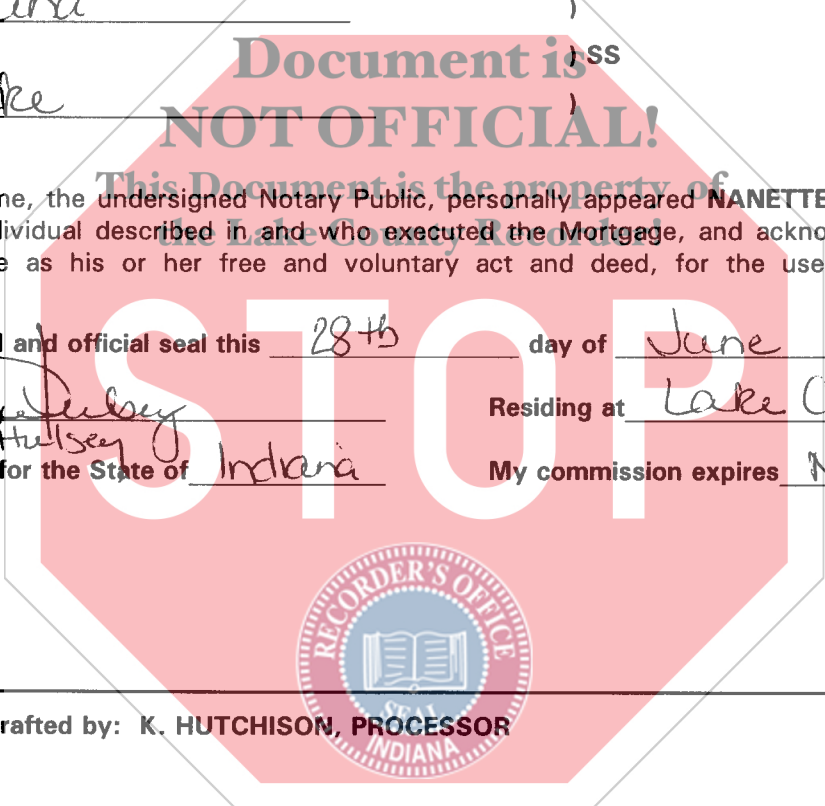 Document is
) SS
NOT OFFICIAL!
)
This Document is the property of
the Lake County Recorder!
ne, the undersigned Notary Public, personally appeared NANETTE
dividual described in and who executed the Mortgage, and ackno
e as his or her free and voluntary act and deed, for the use
STOP
l and official seal this 28th day of June
Residing at Lake C
Hulsey
for the State of Indiana My commission expires N
RECORDER'S OFFICE
SEAL
INDIANA
rafted by: K. HUTCHISON, PROCESSOR